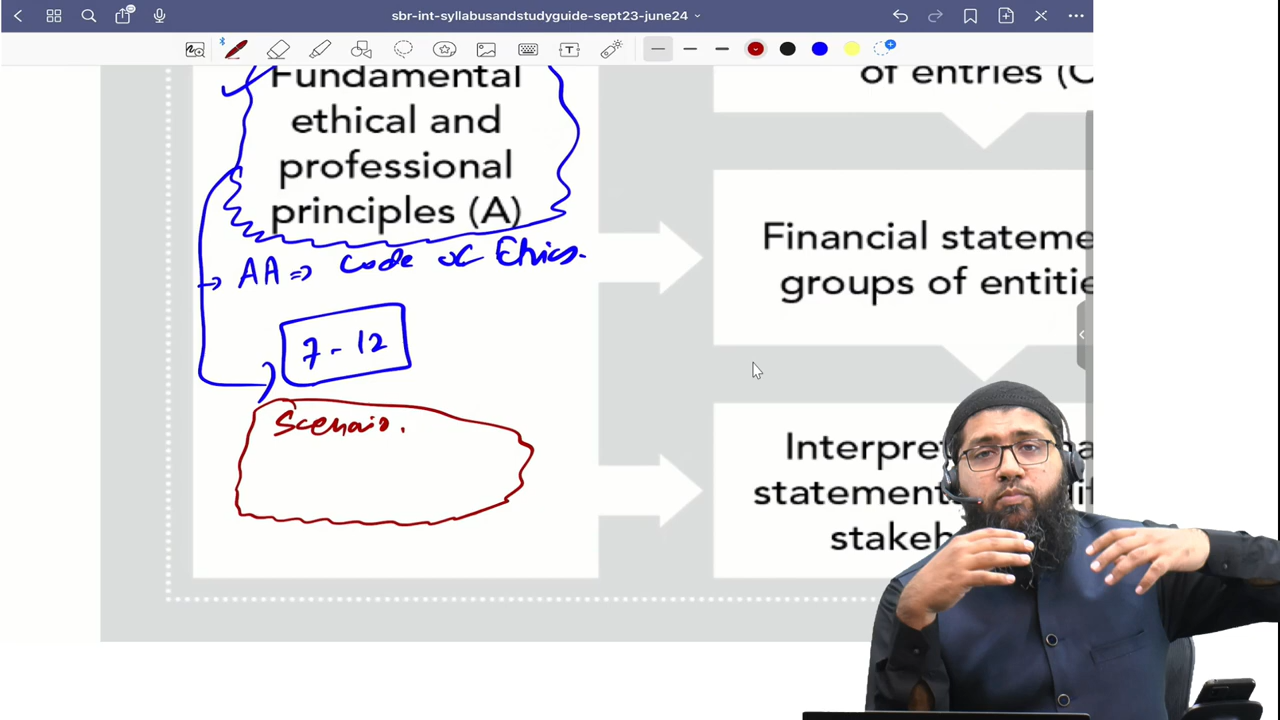 sbr-int-syllabusandstudyguide-sept23-june24
Fundamental
ethical and
professional
principles (A)
AA => Code of Ethics.
7 - 12
Scenario.
of entries (C
Financial stateme
groups of entitie
Interpre
statement
stakeh